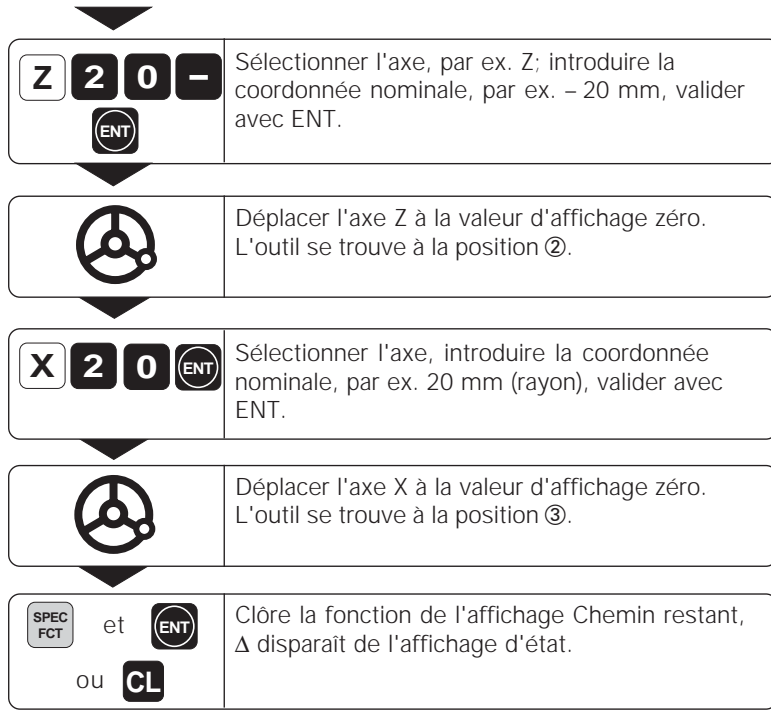 Z 2 0 –
ENT
Sélectionner l'axe, par ex. Z; introduire la
coordonnée nominale, par ex. – 20 mm, valider
avec ENT.
Déplacer l'axe Z à la valeur d'affichage zéro.
L'outil se trouve à la position ②.
X 2 0 ENT
Sélectionner l'axe, introduire la coordonnée
nominale, par ex. 20 mm (rayon), valider avec
ENT.
Déplacer l'axe X à la valeur d'affichage zéro.
L'outil se trouve à la position ③.
SPEC
FCT
et ENT
ou CL
Clôre la fonction de l'affichage Chemin restant,
Δ disparaît de l'affichage d'état.